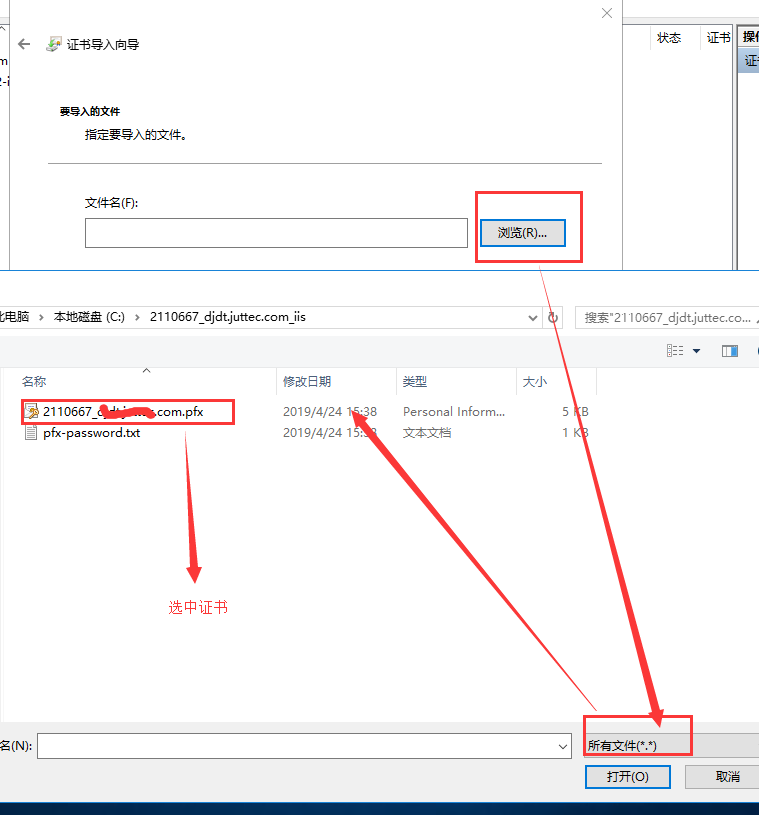 状态
证书
操
m
证书导入向导
证
2-i
要导入的文件
指定要导入的文件。
文件名(F):
浏览(R)...
比电脑 › 本地磁盘 (C:) › 2110667_djdt.juttec.com_iis
搜索"2110667_djdt.juttec.co...
名称
修改日期
类型
大小
2110667_djdt.juttec.com.pfx
2019/4/24 15:38
Personal Inform...
5 KB
pfx-password.txt
2019/4/24 15:38
文本文档
1 KB
选中证书
名(N):
所有文件(*.*)
打开(O)
取消